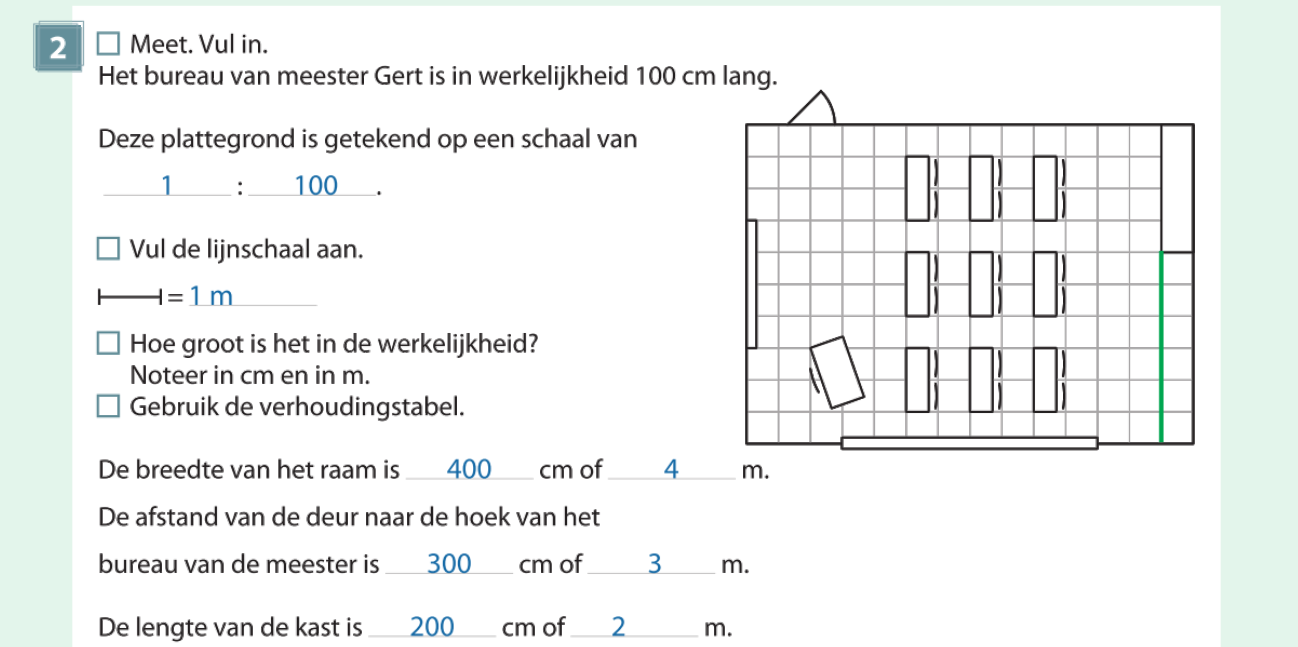 2
Meet. Vul in.
Het bureau van meester Gert is in werkelijkheid 100 cm lang.
Deze plattegrond is getekend op een schaal van
1 : 100 .
Vul de lijnschaal aan.
= 1 m
Hoe groot is het in de werkelijkheid?
Noteer in cm en in m.
Gebruik de verhoudingstabel.
De breedte van het raam is 400 cm of 4 m.
De afstand van de deur naar de hoek van het
bureau van de meester is 300 cm of 3 m.
De lengte van de kast is 200 cm of 2 m.